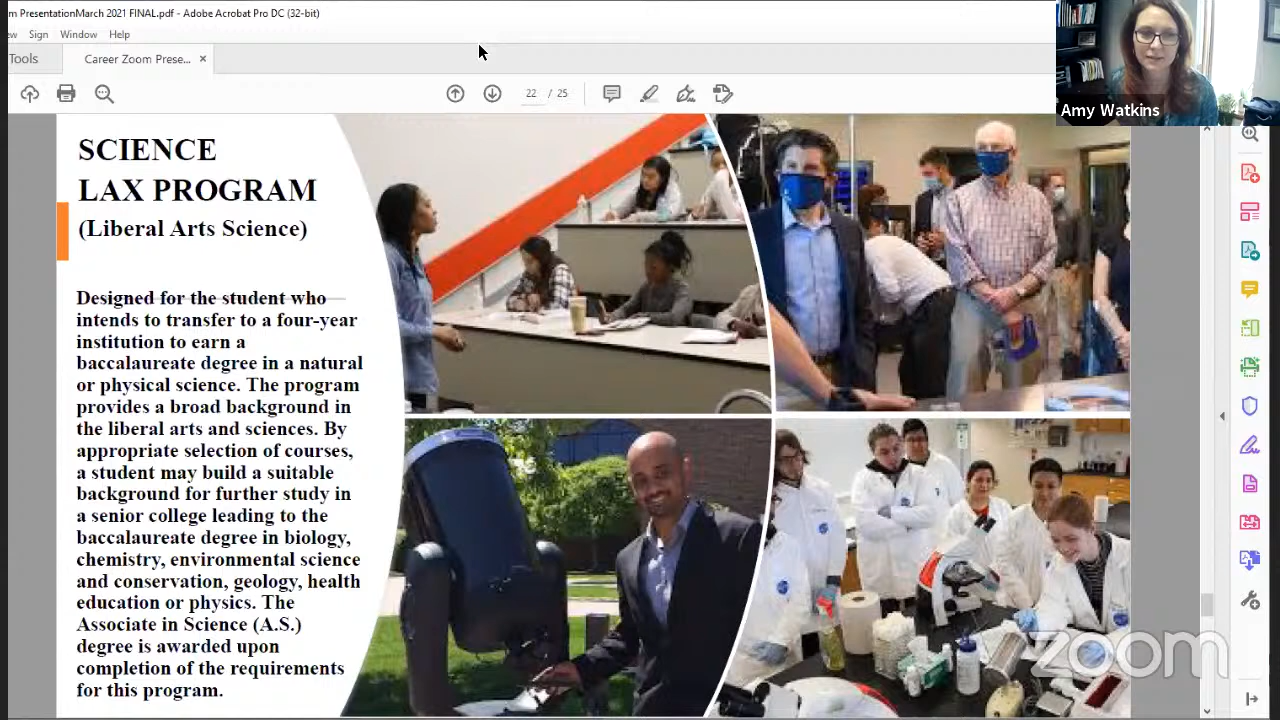 m PresentationMarch 2021 FINAL.pdf - Adobe Acrobat Pro DC (32-bit)
ew Sign Window Help
Tools
Career Zoom Prese... ×
22 / 25
Amy Watkins
SCIENCE
LAX PROGRAM
(Liberal Arts Science)
Designed for the student who
intends to transfer to a four-year
institution to earn a
baccalaureate degree in a natural
or physical science. The program
provides a broad background in
the liberal arts and sciences. By
appropriate selection of courses,
a student may build a suitable
background for further study in
a senior college leading to the
baccalaureate degree in biology,
chemistry, environmental science
and conservation, geology, health
education or physics. The
Associate in Science (A.S.)
degree is awarded upon
completion of the requirements
for this program.
zoom